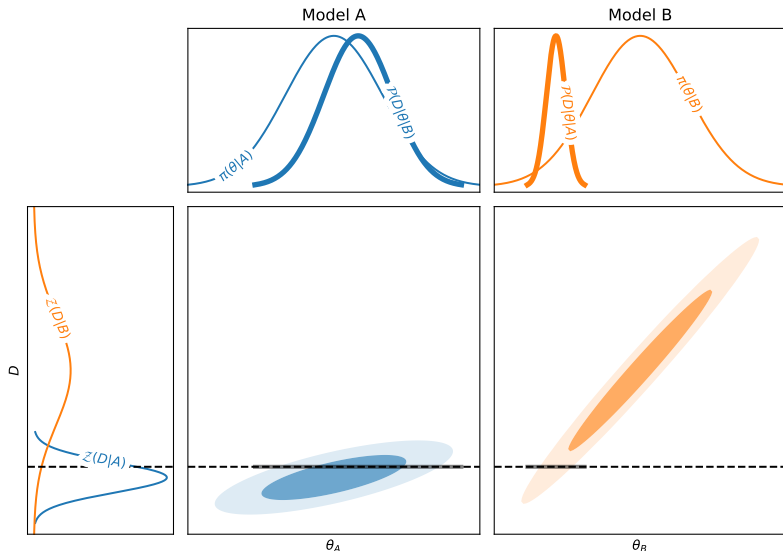 Model A
Model B
π(θ|A)
𝒫(D|θ|B)
𝒫(D|θ|A)
π(θ|B)
Z(D|B)
Z(D|A)
D
θ_A
θ_B